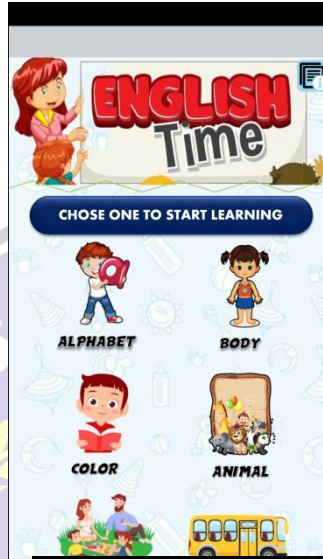 ENGLISH
Time
CHOSE ONE TO START LEARNING
ALPHABET
BODY
COLOR
ANIMAL